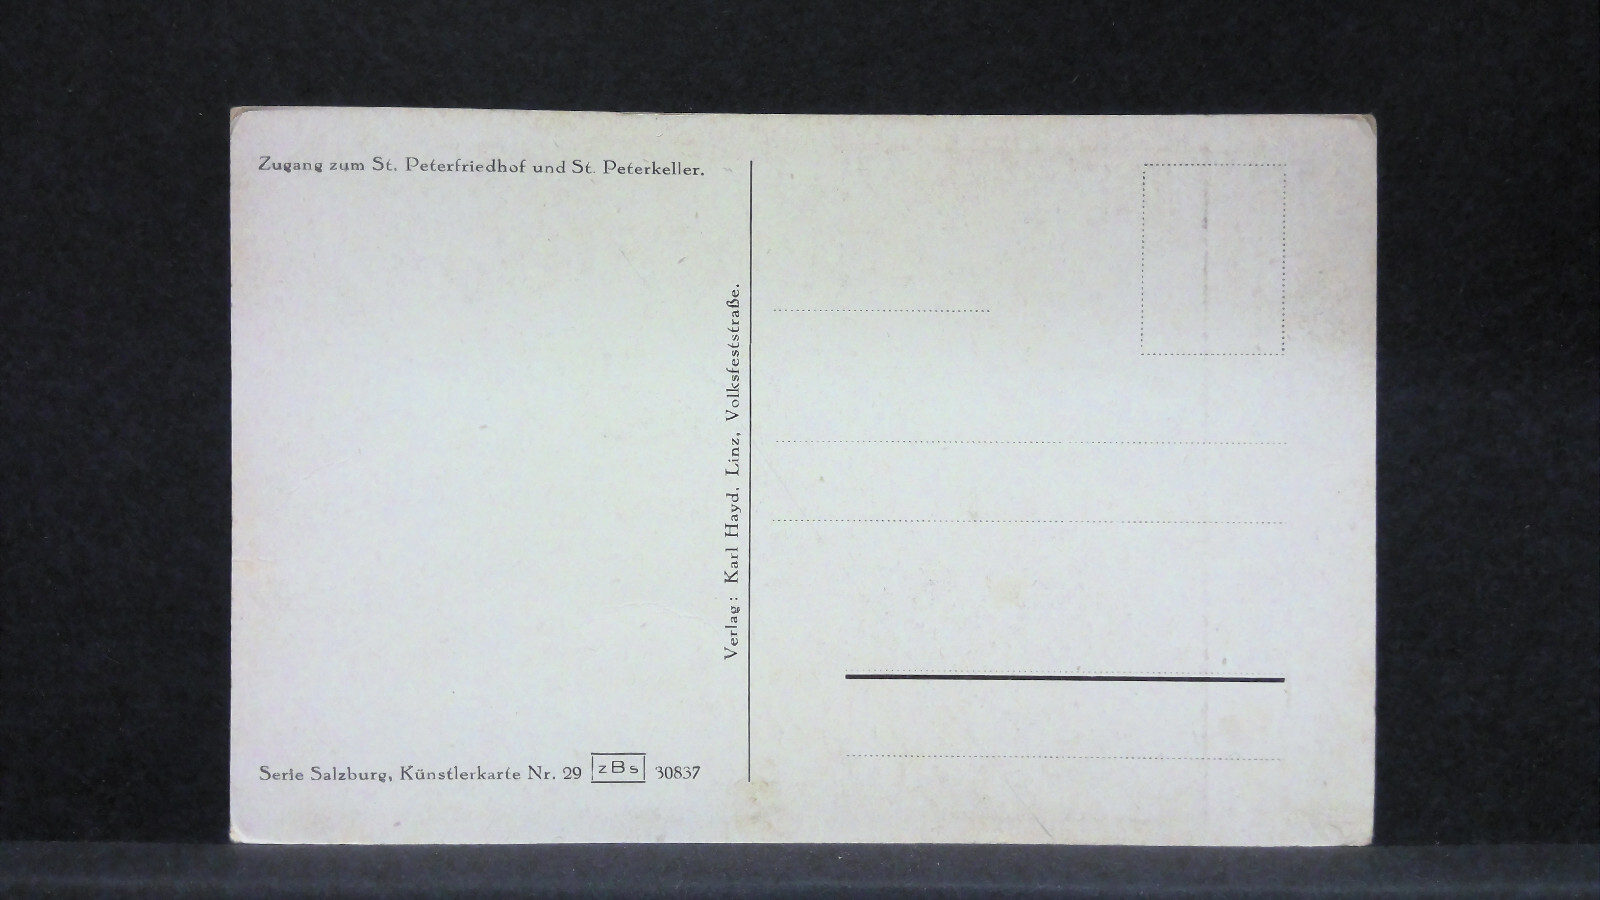 Zugang zum St. Peterfriedhof und St. Peterkeller.
Verlag: Karl Hayd, Linz, Volksfeststraße.
Serie Salzburg, Künstlerkarte Nr. 29 zBs 30837